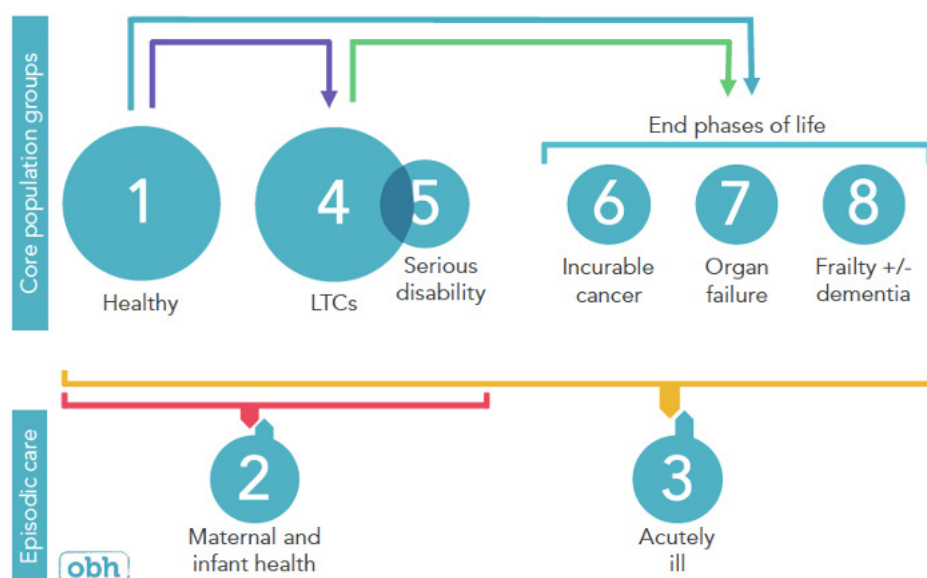 Core population groups
End phases of life
1
4
5
6
7
8
Healthy
LTCs
Serious
disability
Incurable
cancer
Organ
failure
Frailty +/-
dementia
Episodic care
2
3
Maternal and
infant health
Acutely
ill
obh